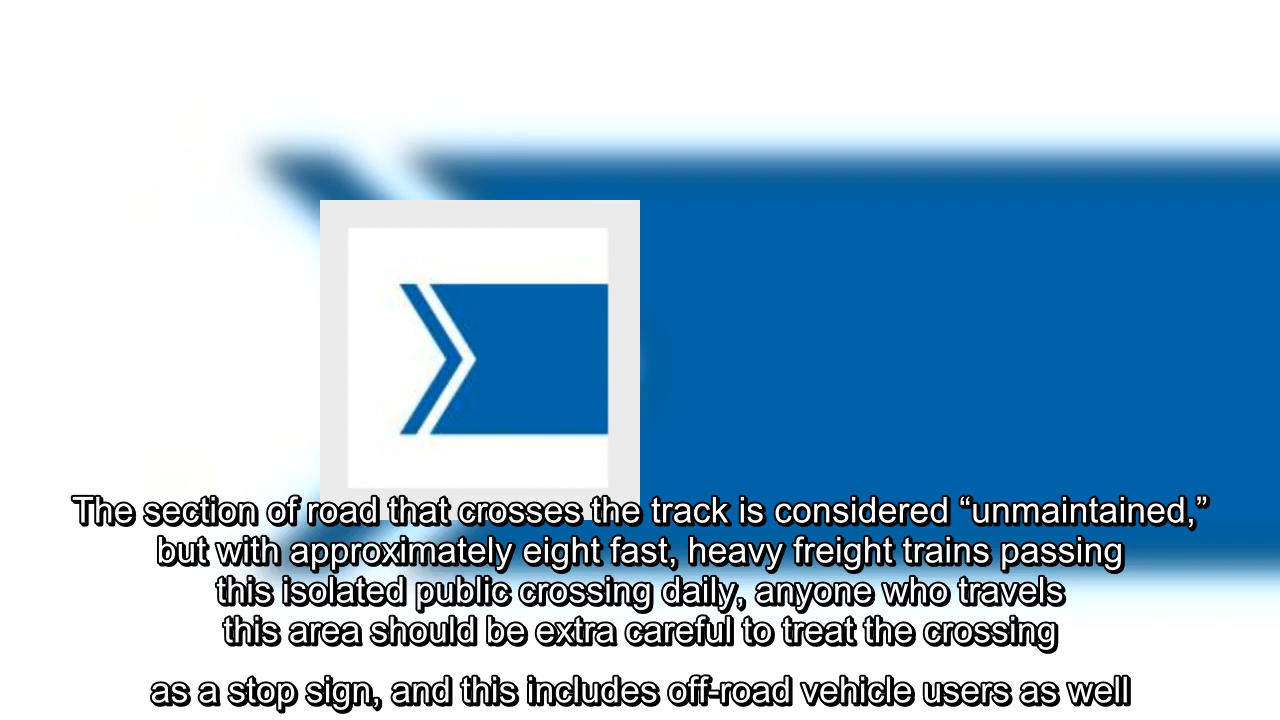 The section of road that crosses the track is considered “unmaintained,”
but with approximately eight fast, heavy freight trains passing
this isolated public crossing daily, anyone who travels
this area should be extra careful to treat the crossing
as a stop sign, and this includes off-road vehicle users as well